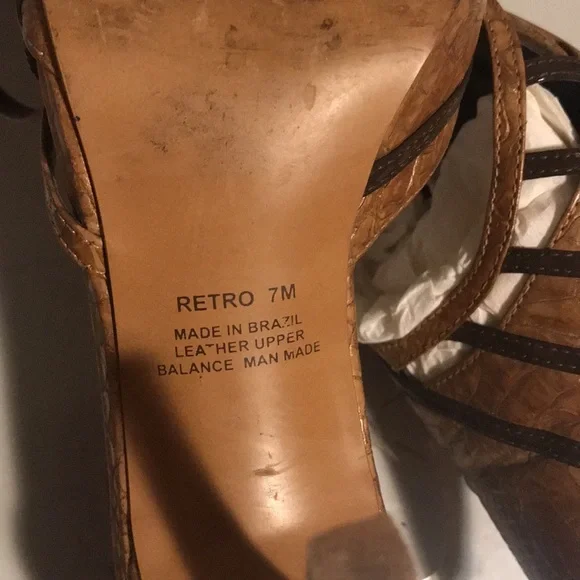 RETRO 7M
MADE IN BRAZIL
LEATHER UPPER
BALANCE MAN MADE